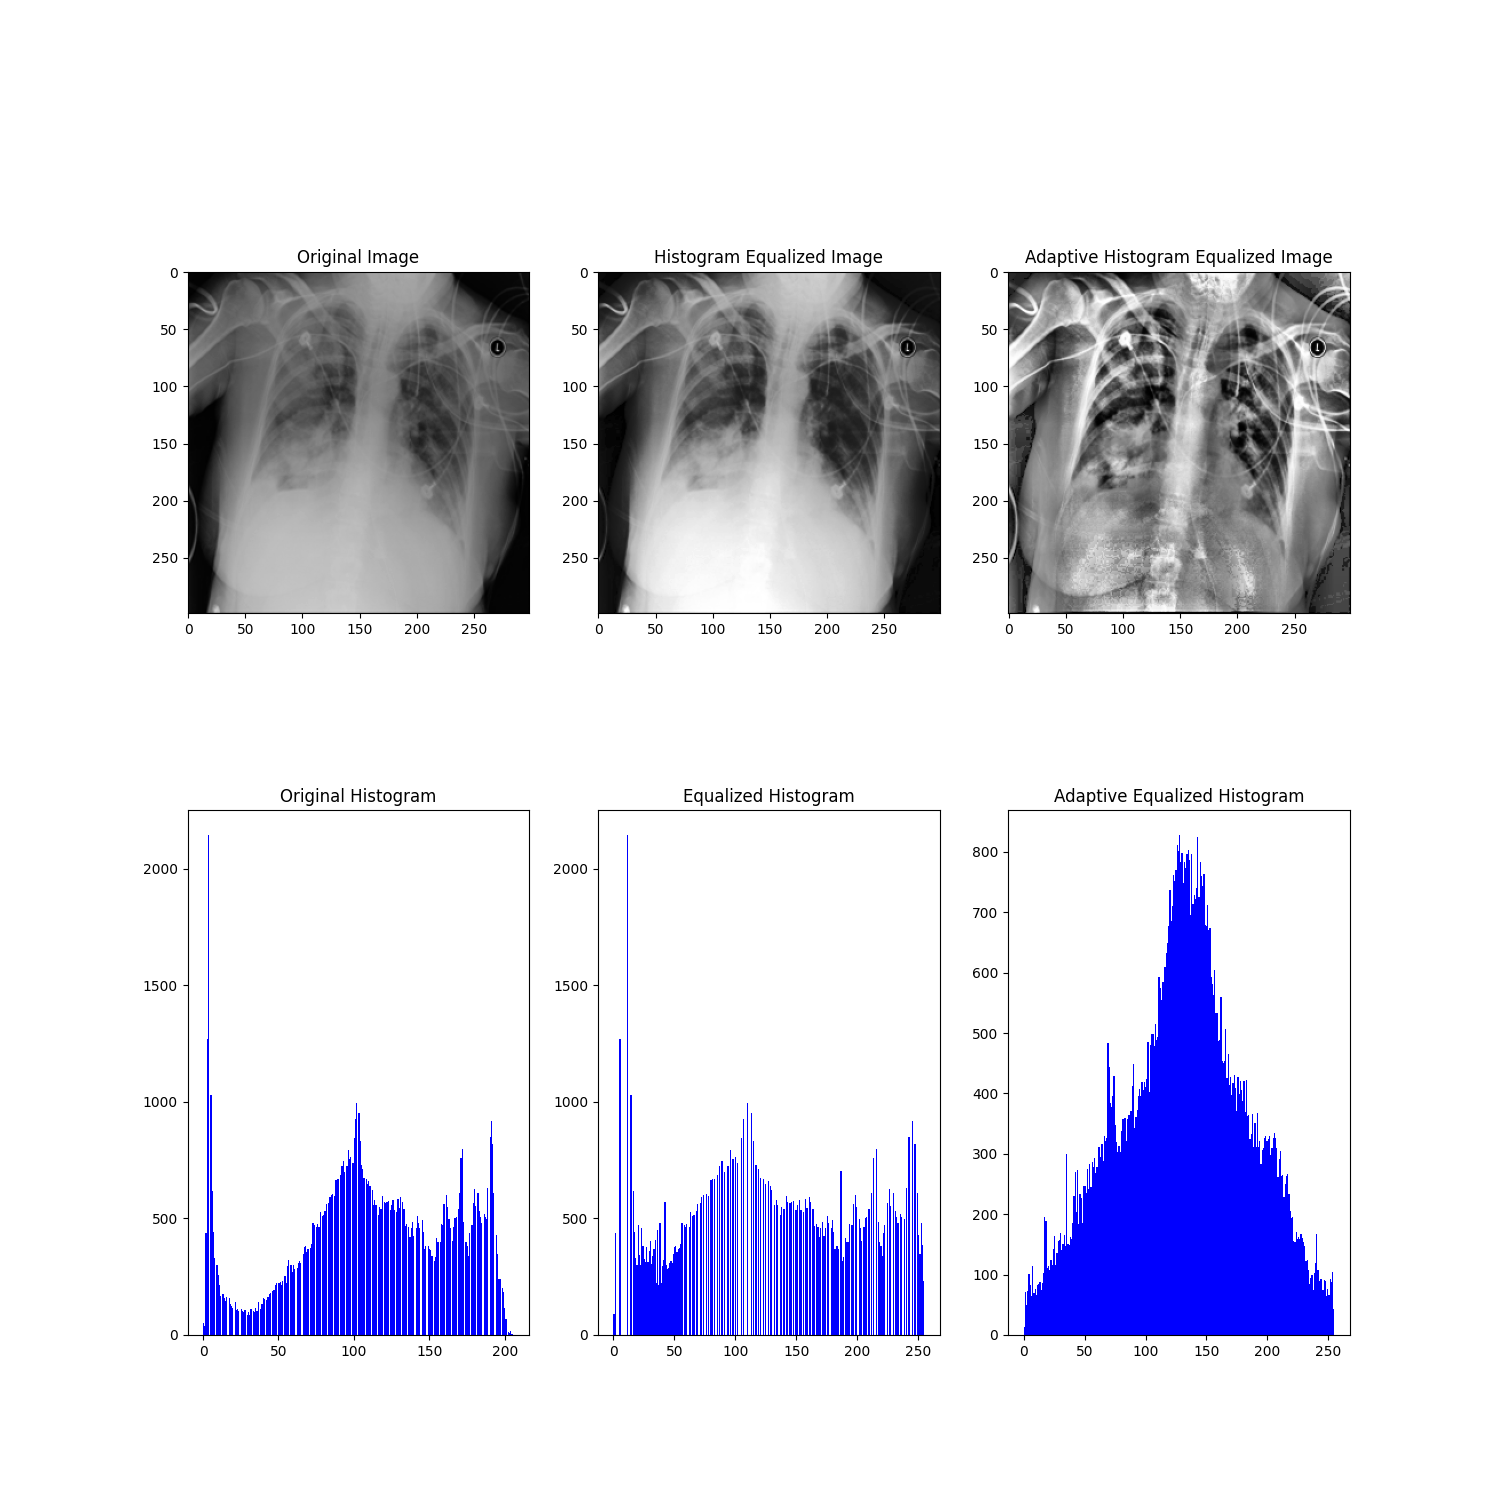 Original Image
Histogram Equalized Image
Adaptive Histogram Equalized Image
0
50
100
150
200
250
0 50 100 150 200 250
0
50
100
150
200
250
0 50 100 150 200 250
0
50
100
150
200
250
0 50 100 150 200 250
L
L
L
Original Histogram
Equalized Histogram
Adaptive Equalized Histogram
2000
1500
1000
500
0
0 50 100 150 200
2000
1500
1000
500
0
0 50 100 150 200 250
800
700
600
500
400
300
200
100
0
0 50 100 150 200 250